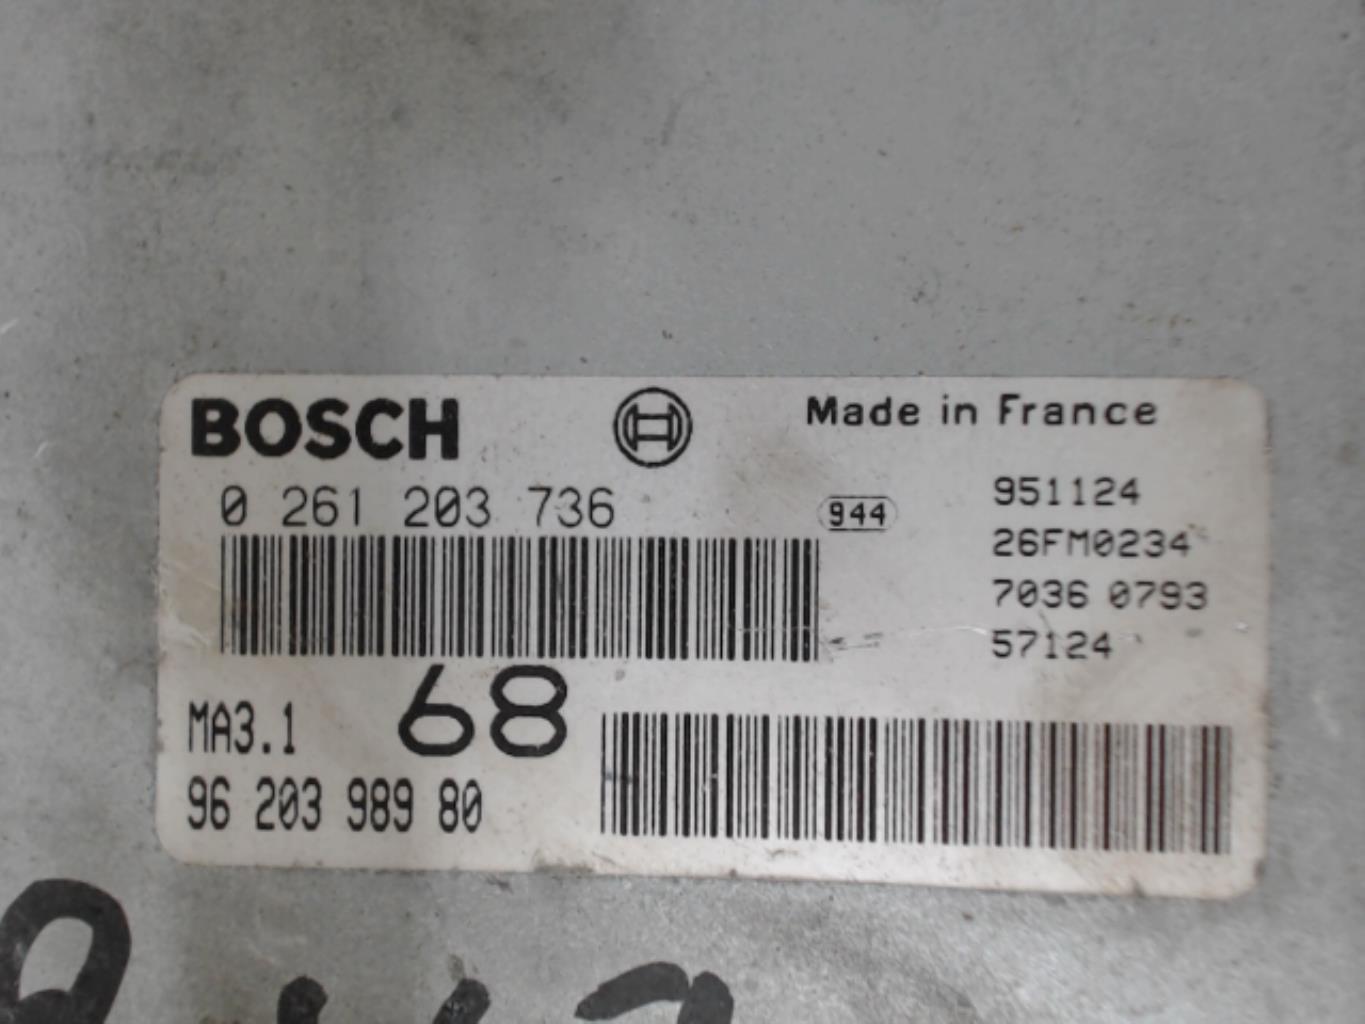 BOSCH Made in France
0 261 203 736
944
951124
26FM0234
7036 0793
57124
MA3.1 68
96 203 989 80